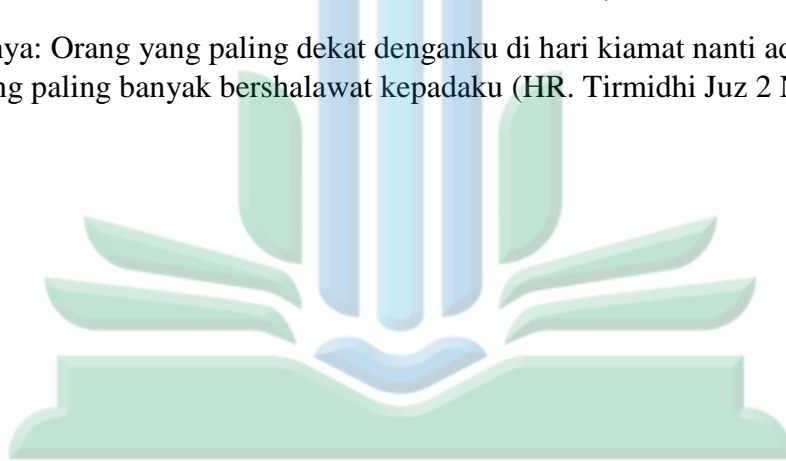 nya: Orang yang paling dekat denganku di hari kiamat nanti ad
ng paling banyak bershalawat kepadaku (HR. Tirmidhi Juz 2 N